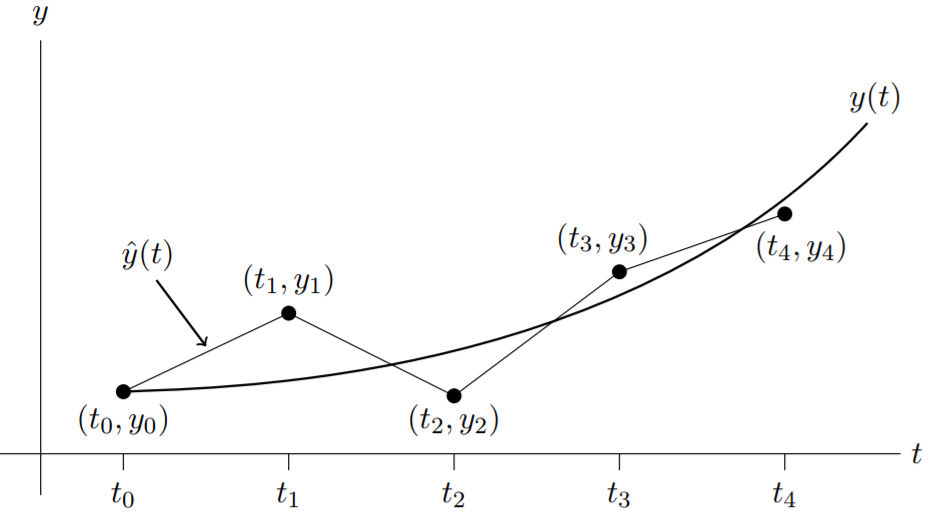 y
y(t)
ŷ(t)
(t₁, y₁)
(t₃, y₃)
(t₄, y₄)
(t₀, y₀)
(t₂, y₂)
t
t₀ t₁ t₂ t₃ t₄